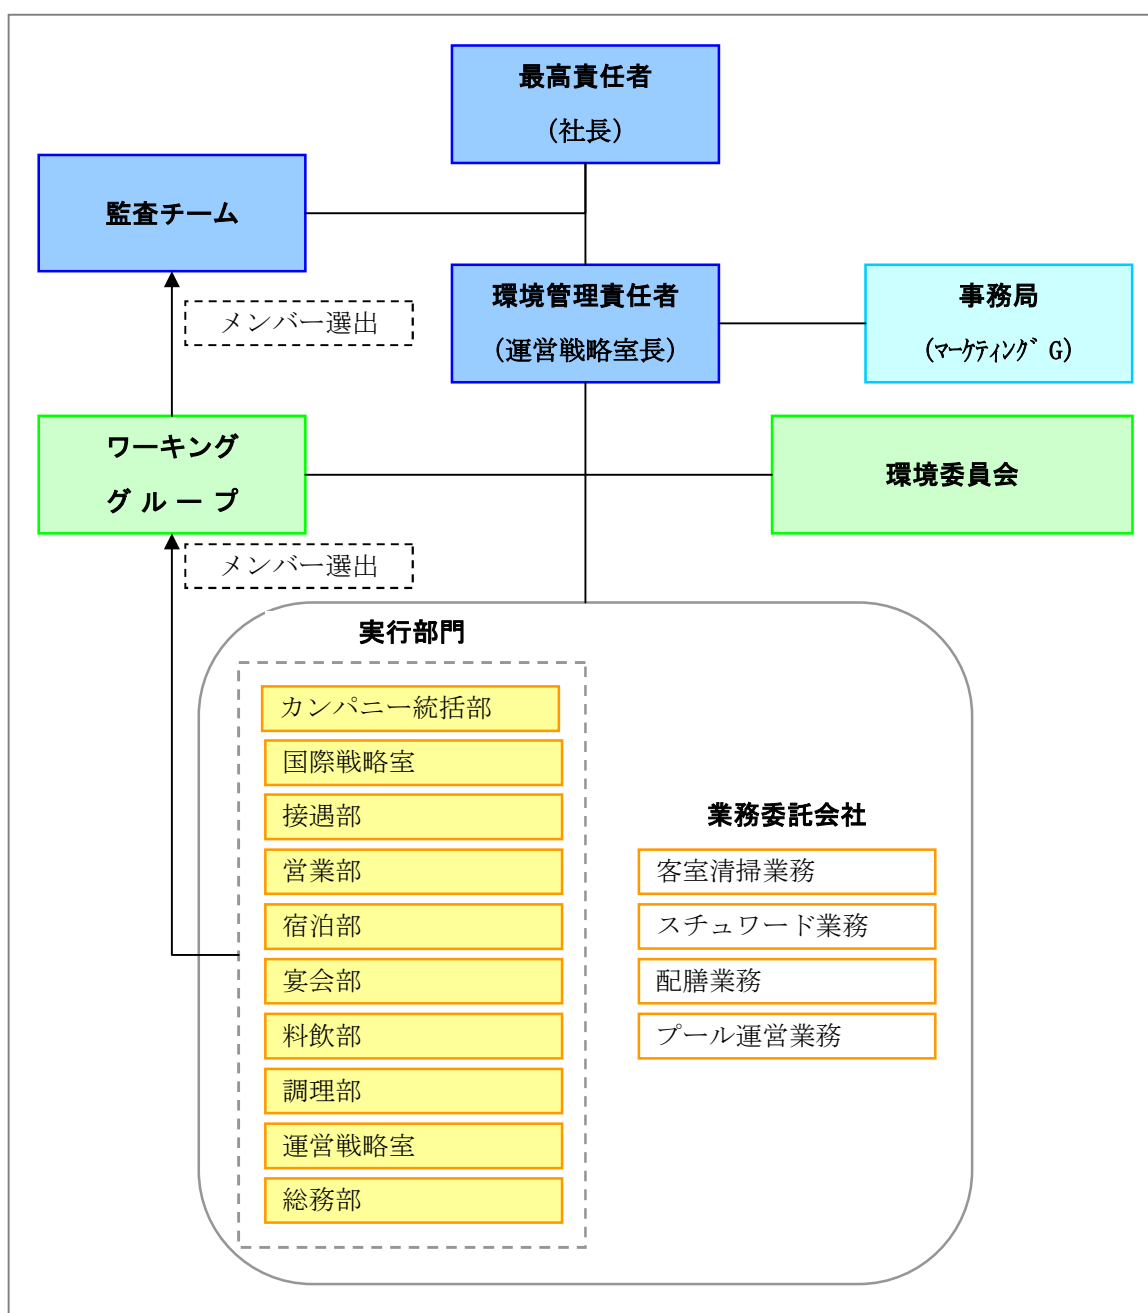 最高責任者
（社長）
監査チーム
環境管理責任者
（運営戦略室長）
事務局
（ﾏｰｹﾃｨﾝｸﾞ G）
メンバー選出
ワーキング
グ ル ー プ
環境委員会
メンバー選出
実行部門
カンパニー統括部
国際戦略室
接遇部
営業部
宿泊部
宴会部
料飲部
調理部
運営戦略室
総務部
業務委託会社
客室清掃業務
スチュワード業務
配膳業務
プール運営業務